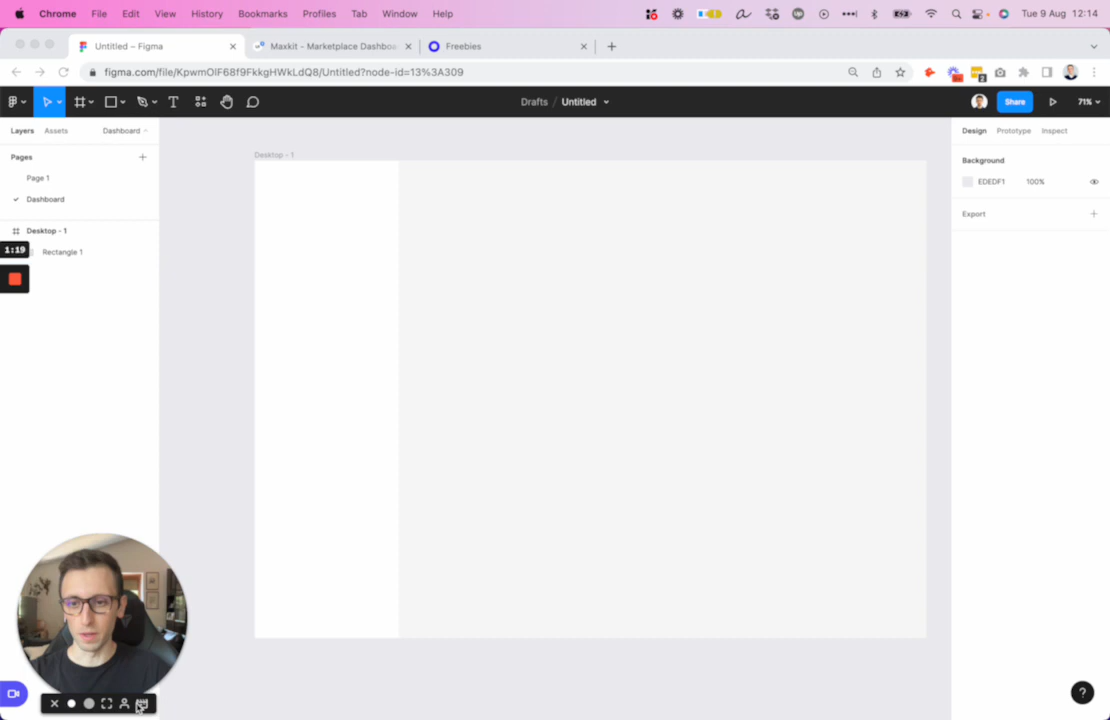 Chrome File Edit View History Bookmarks Profiles Tab Window Help Tue 9 Aug 12:14
Untitled – Figma Maxkit - Marketplace Dashboa Freebies
figma.com/file/KpwmOlF68f9FkkgHWkLdQ8/Untitled?node-id=13%3A309
Drafts / Untitled Share 71%
Layers Assets Dashboard
Design Prototype Inspect
Pages
Page 1
Dashboard
Desktop - 1
Rectangle 1
1:19
Desktop - 1
Background
EDEDF1 100%
Export